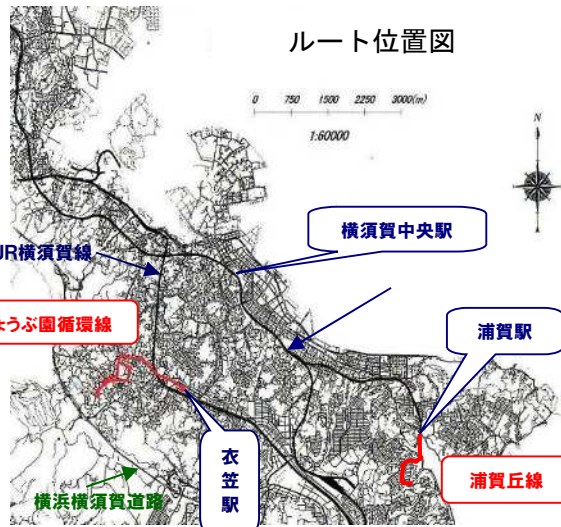 ルート位置図
0 750 1500 2250 3000(m)
1:60000
N
横須賀中央駅
JR横須賀線
ょうぶ園循環線
浦賀駅
衣笠駅
浦賀丘線
横浜横須賀道路